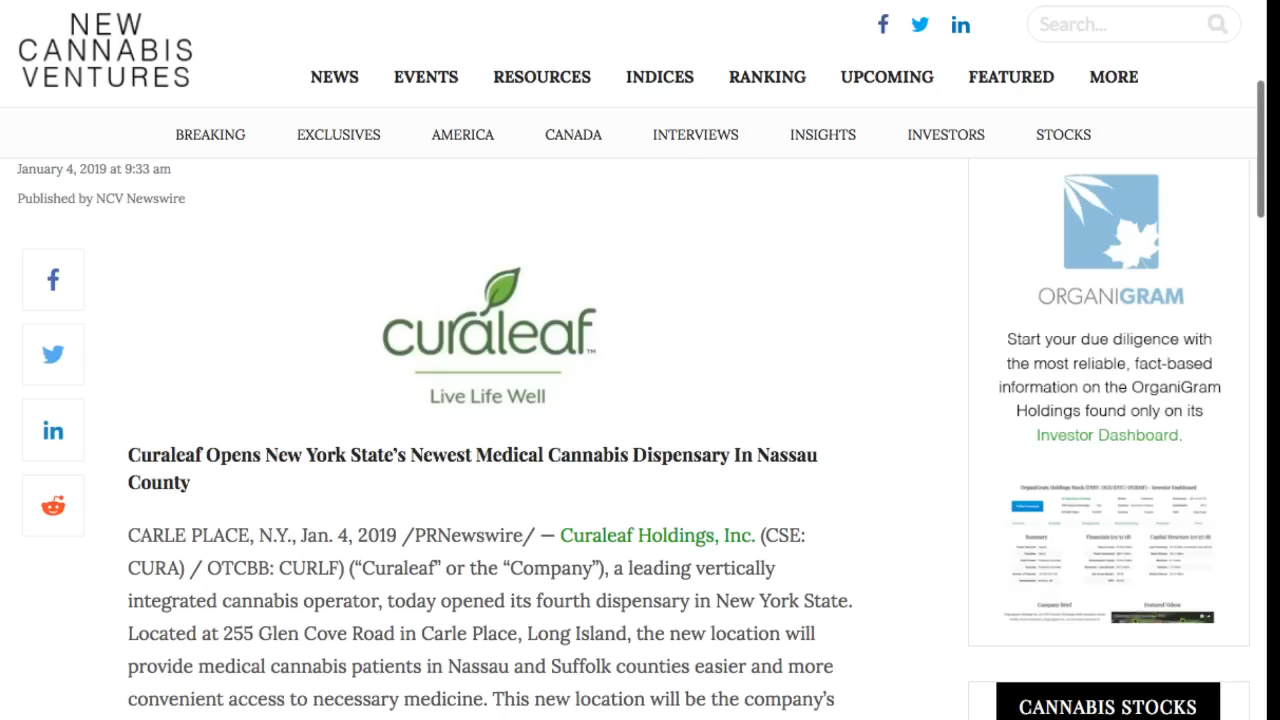 NEW
CANNABIS
VENTURES
Search...
NEWS EVENTS RESOURCES INDICES RANKING UPCOMING FEATURED MORE
BREAKING EXCLUSIVES AMERICA CANADA INTERVIEWS INSIGHTS INVESTORS STOCKS
January 4, 2019 at 9:33 am
Published by NCV Newswire
curaleaf™
Live Life Well
Curaleaf Opens New York State’s Newest Medical Cannabis Dispensary In Nassau
County
CARLE PLACE, N.Y., Jan. 4, 2019 /PRNewswire/ — Curaleaf Holdings, Inc. (CSE:
CURA) / OTCBB: CURLF) (“Curaleaf” or the “Company”), a leading vertically
integrated cannabis operator, today opened its fourth dispensary in New York State.
Located at 255 Glen Cove Road in Carle Place, Long Island, the new location will
provide medical cannabis patients in Nassau and Suffolk counties easier and more
convenient access to necessary medicine. This new location will be the company’s
ORGANIGRAM
Start your due diligence with
the most reliable, fact-based
information on the OrganiGram
Holdings found only on its
Investor Dashboard.
Summary
Company Brief Featured Videos
CANNABIS STOCKS